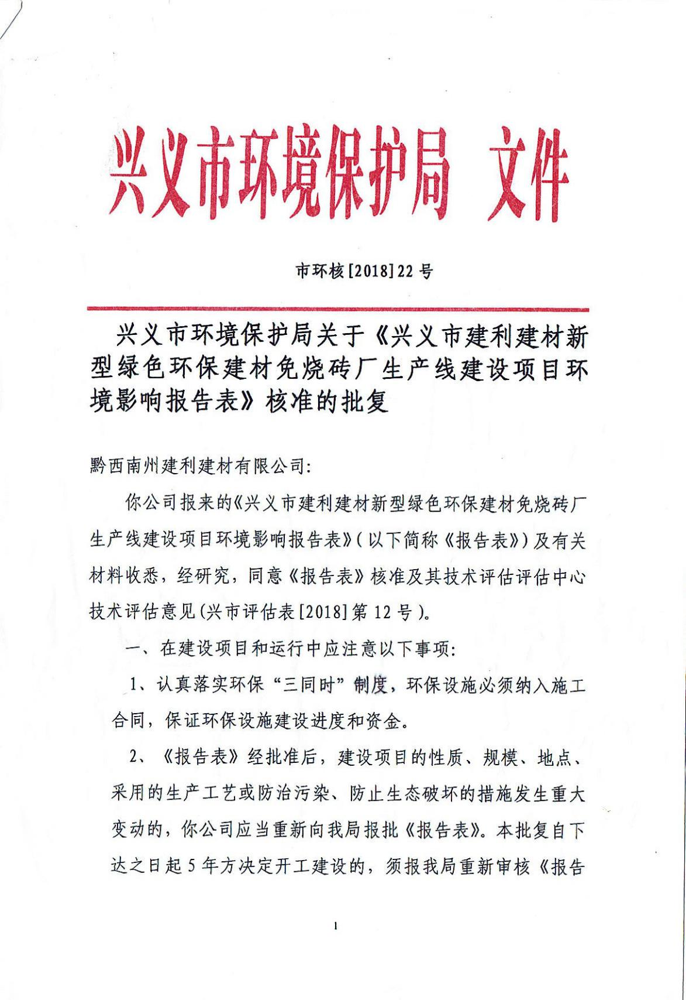 兴义市环境保护局 文件
市环核[2018]22 号
兴义市环境保护局关于《兴义市建利建材新
型绿色环保建材免烧砖厂生产线建设项目环
境影响报告表》核准的批复
黔西南州建利建材有限公司:
你公司报来的《兴义市建利建材新型绿色环保建材免烧砖厂
生产线建设项目环境影响报告表》(以下简称《报告表》)及有关
材料收悉，经研究，同意《报告表》核准及其技术评估评估中心
技术评估意见(兴市评估表[2018]第 12 号)。
一、在建设项目和运行中应注意以下事项:
1、认真落实环保“三同时”制度，环保设施必须纳入施工
合同，保证环保设施建设进度和资金。
2、《报告表》经批准后，建设项目的性质、规模、地点、
采用的生产工艺或防治污染、防止生态破坏的措施发生重大
变动的，你公司应当重新向我局报批《报告表》。本批复自下
达之日起 5 年方决定开工建设的，须报我局重新审核《报告
1